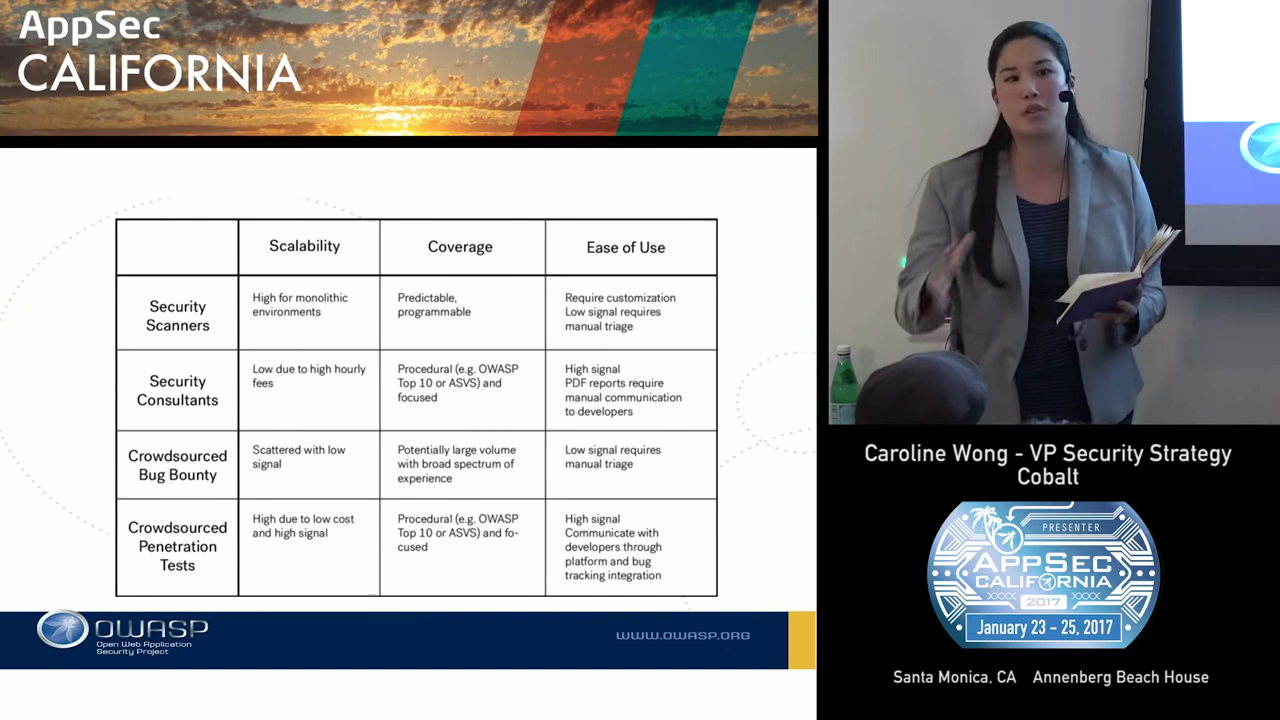 AppSec
CALIFORNIA
Scalability
Coverage
Ease of Use
Security
Scanners
High for monolithic
environments
Predictable,
programmable
Require customization
Low signal requires
manual triage
Security
Consultants
Low due to high hourly
fees
Procedural (e.g. OWASP
Top 10 or ASVS) and
focused
High signal
PDF reports require
manual communication
to developers
Crowdsourced
Bug Bounty
Scattered with low
signal
Potentially large volume
with broad spectrum of
experience
Low signal requires
manual triage
Crowdsourced
Penetration
Tests
High due to low cost
and high signal
Procedural (e.g. OWASP
Top 10 or ASVS) and fo-
cused
High signal
Communicate with
developers through
platform and bug
tracking integration
OWASP
Open Web Application
Security Project
WWW.OWASP.ORG
Caroline Wong - VP Security Strategy
Cobalt
PRESENTER
APPSEC
CALIFORNIA
2017
January 23 - 25, 2017
Santa Monica, CA Annenberg Beach House